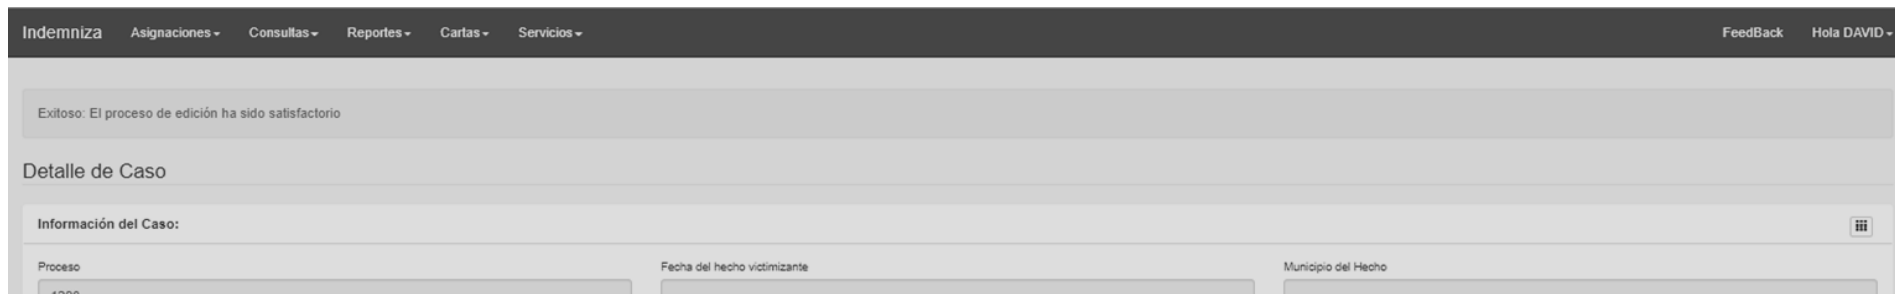 Indemniza Asignaciones Consultas Reportes Cartas Servicios FeedBack Hola DAVID
Exitoso: El proceso de edición ha sido satisfactorio
Detalle de Caso
Información del Caso:
Proceso Fecha del hecho victimizante Municipio del Hecho